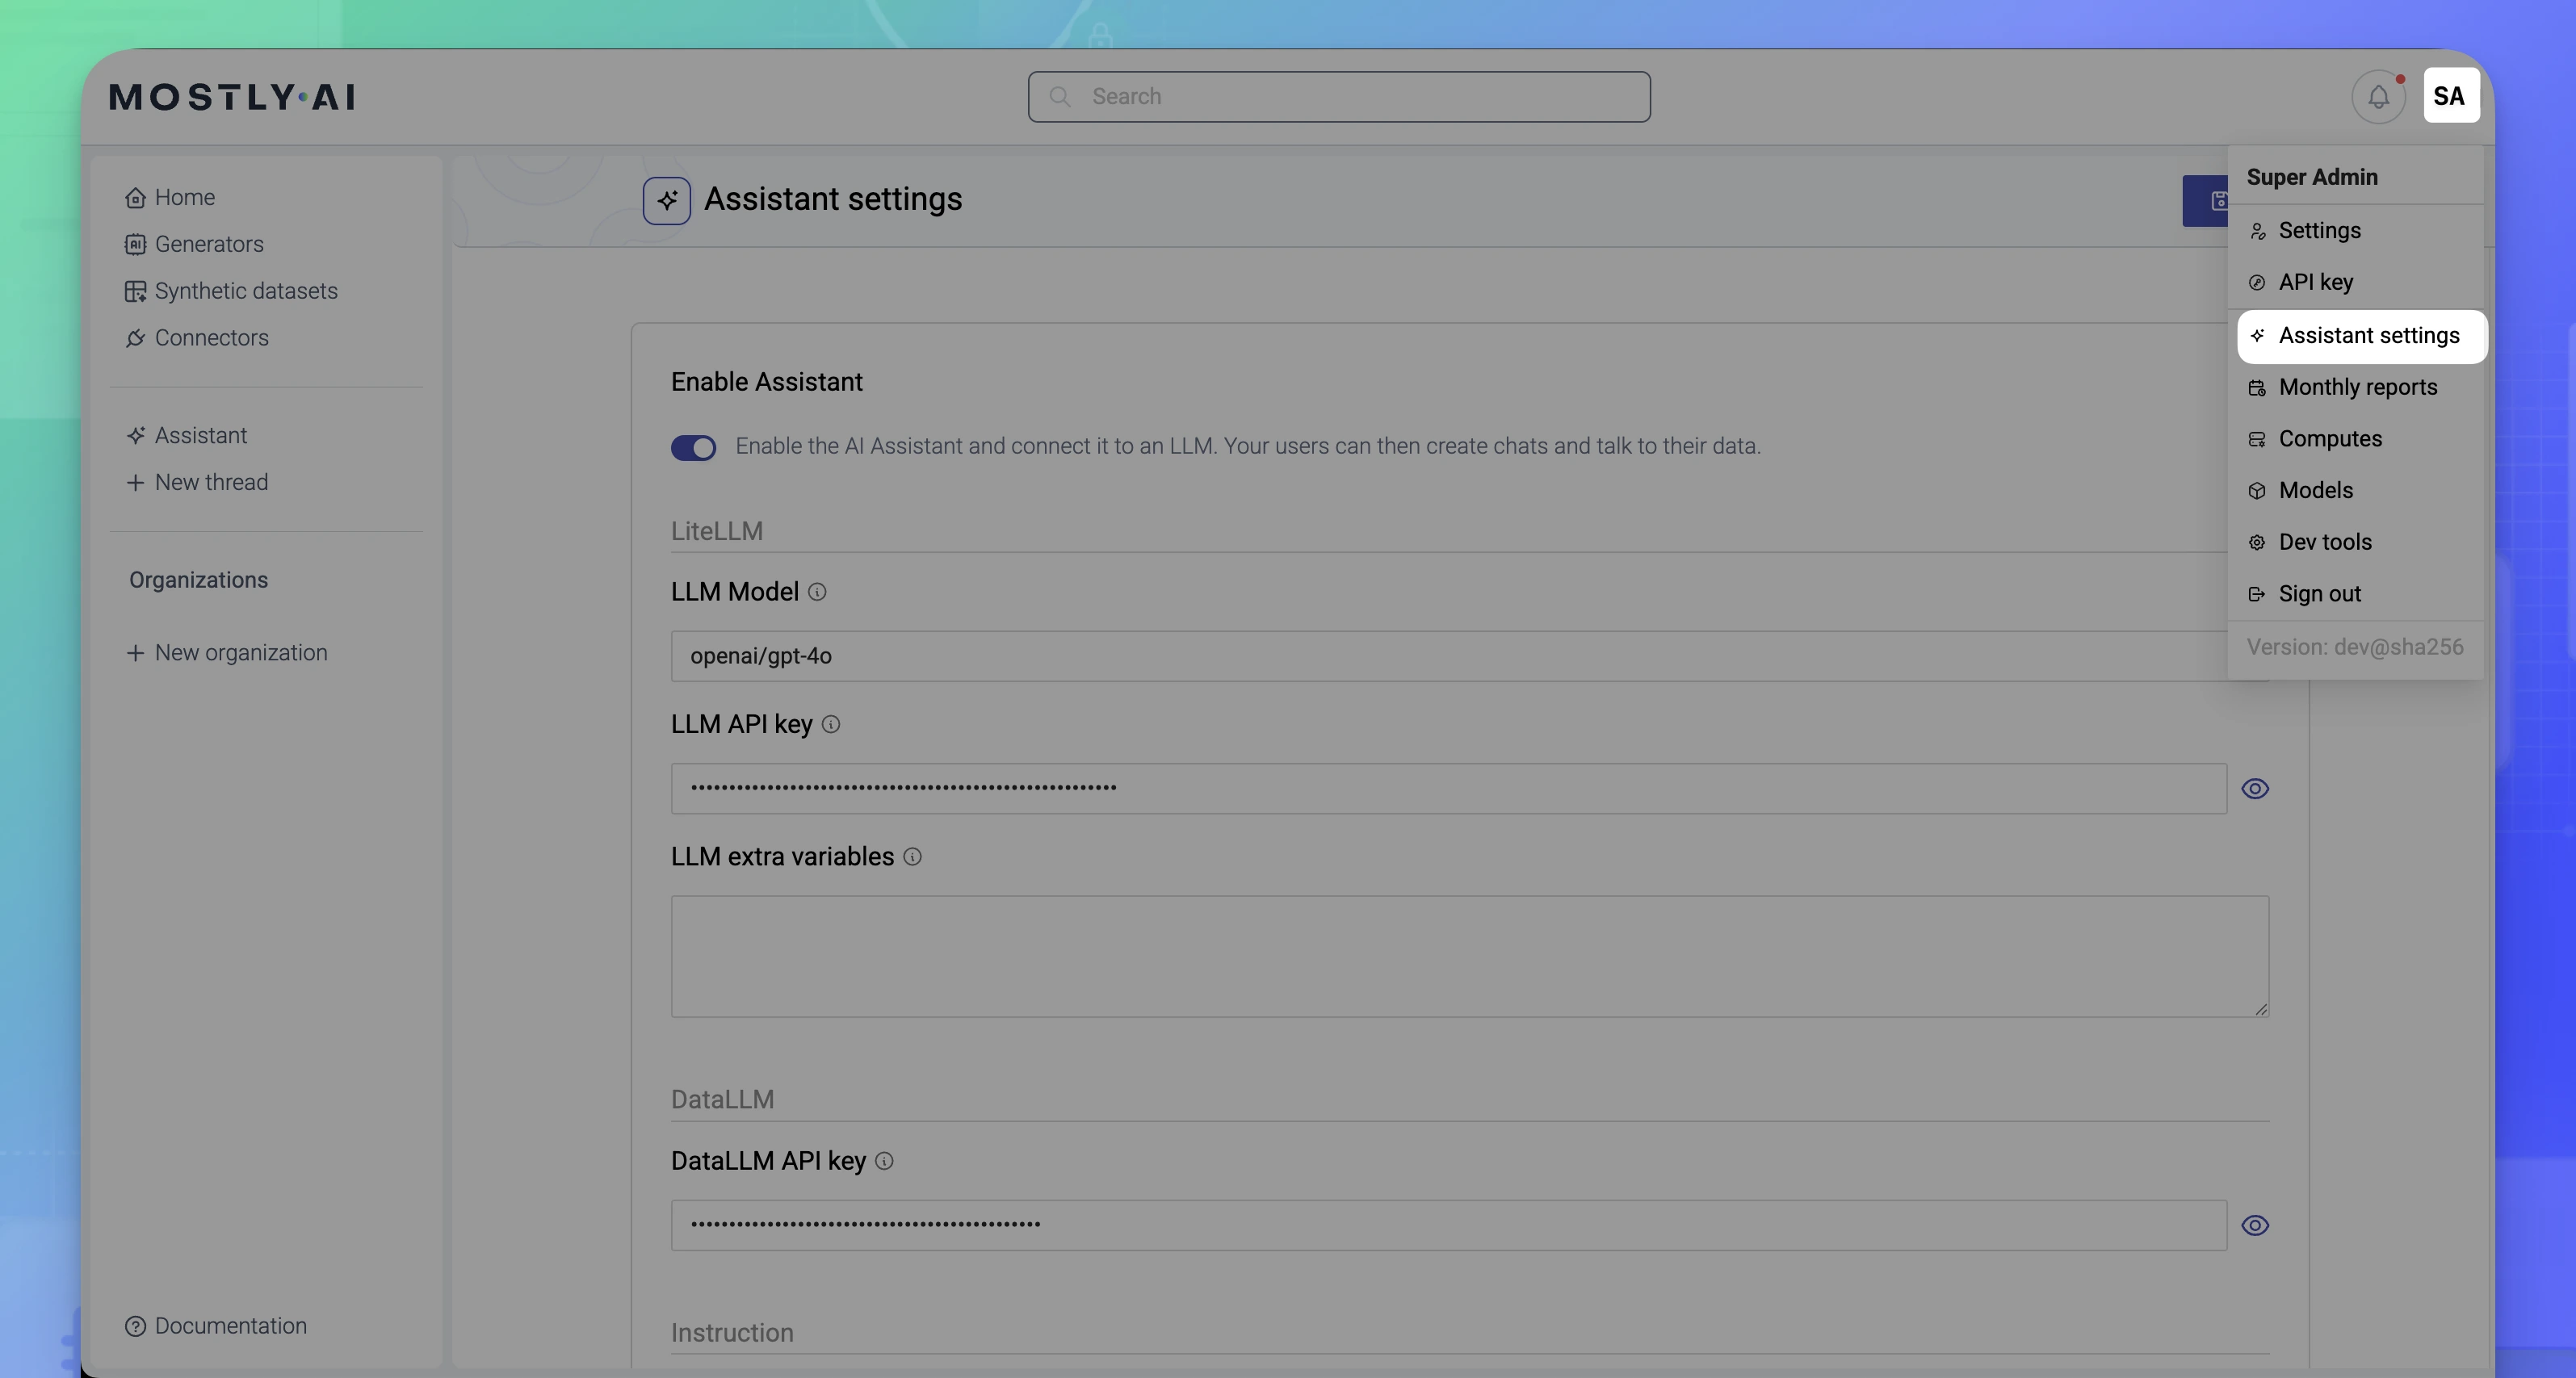 MOSTLY·AI
Search
SA
Home
Generators
Synthetic datasets
Connectors
Assistant
New thread
Organizations
New organization
Documentation
Assistant settings
Enable Assistant
Enable the AI Assistant and connect it to an LLM. Your users can then create chats and talk to their data.
LiteLLM
LLM Model
openai/gpt-4o
LLM API key
LLM extra variables
DataLLM
DataLLM API key
Instruction
Super Admin
Settings
API key
Assistant settings
Monthly reports
Computes
Models
Dev tools
Sign out
Version: dev@sha256